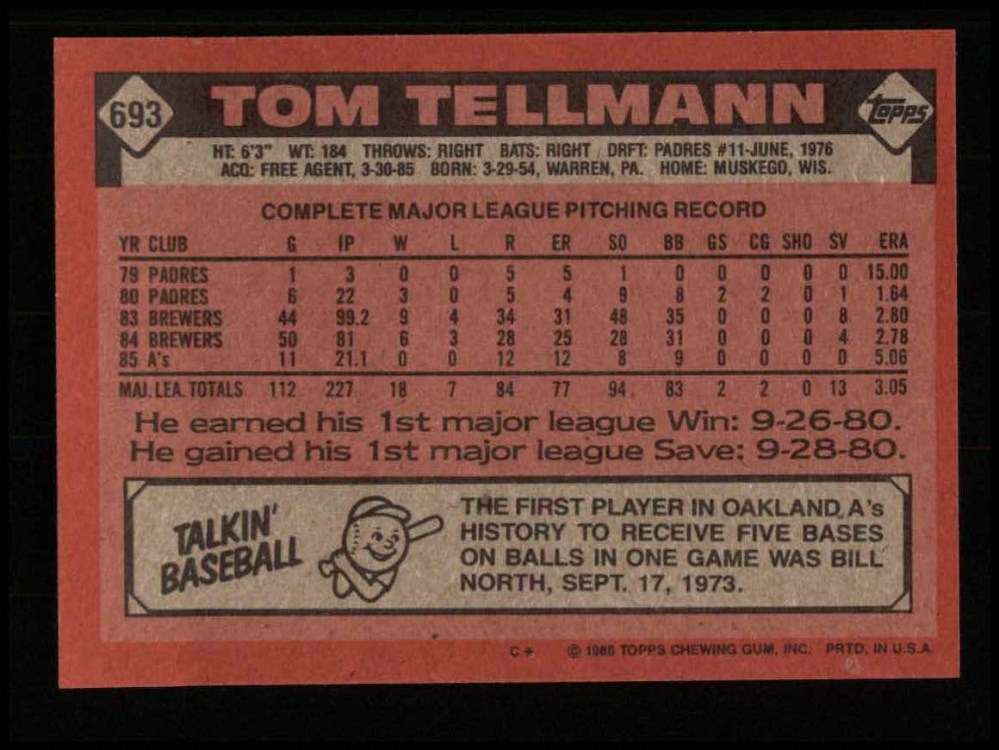 693
TOM TELLMANN
Topps
HT: 6'3" WT: 184 THROWS: RIGHT BATS: RIGHT DRFT: PADRES #11-JUNE, 1976
ACQ: FREE AGENT, 3-30-85 BORN: 3-29-54, WARREN, PA. HOME: MUSKEGO, WIS.
COMPLETE MAJOR LEAGUE PITCHING RECORD
YR CLUB G IP W L R ER SO BB GS CG SHO SV ERA
79 PADRES 1 3 0 0 5 5 1 0 0 0 0 0 15.00
80 PADRES 6 22 3 0 5 4 9 8 2 2 0 1 1.64
83 BREWERS 44 99.2 9 4 34 31 48 35 0 0 0 8 2.80
84 BREWERS 50 81 6 3 28 25 28 31 0 0 0 4 2.78
85 A's 11 21.1 0 0 12 12 8 9 0 0 0 0 5.06
MAJ. LEA. TOTALS 112 227 18 7 84 77 94 83 2 2 0 13 3.05
He earned his 1st major league Win: 9-26-80.
He gained his 1st major league Save: 9-28-80.
TALKIN'
BASEBALL
THE FIRST PLAYER IN OAKLAND A's
HISTORY TO RECEIVE FIVE BASES
ON BALLS IN ONE GAME WAS BILL
NORTH, SEPT. 17, 1973.
C* © 1986 TOPPS CHEWING GUM, INC. PRTD. IN U.S.A.